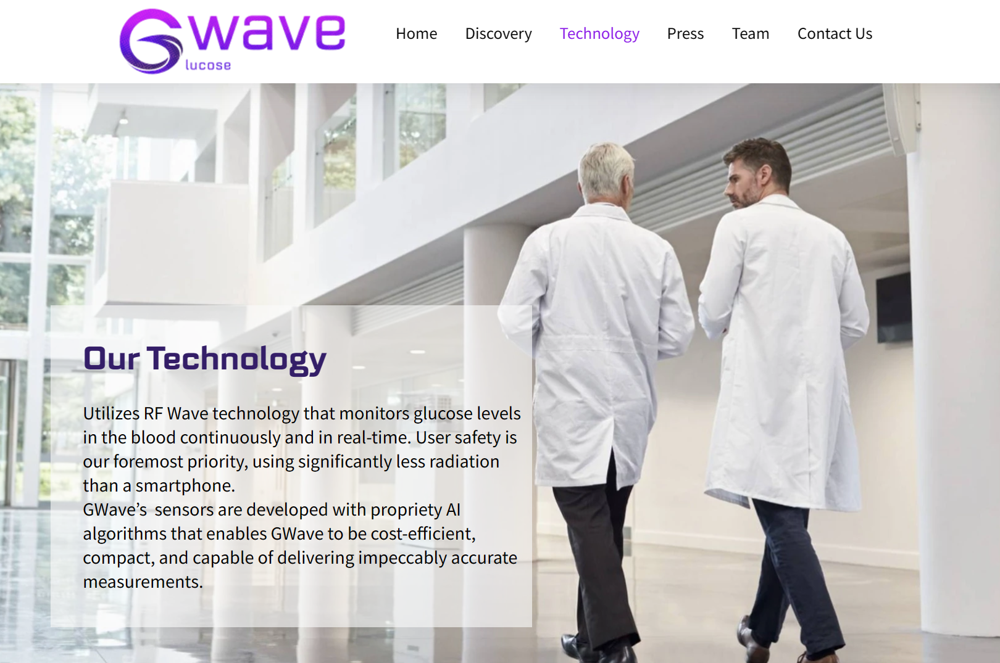 Gwave
lucose
Home Discovery Technology Press Team Contact Us
Our Technology
Utilizes RF Wave technology that monitors glucose levels
in the blood continuously and in real-time. User safety is
our foremost priority, using significantly less radiation
than a smartphone.
GWave’s  sensors are developed with propriety AI
algorithms that enables GWave to be cost-efficient,
compact, and capable of delivering impeccably accurate
measurements.